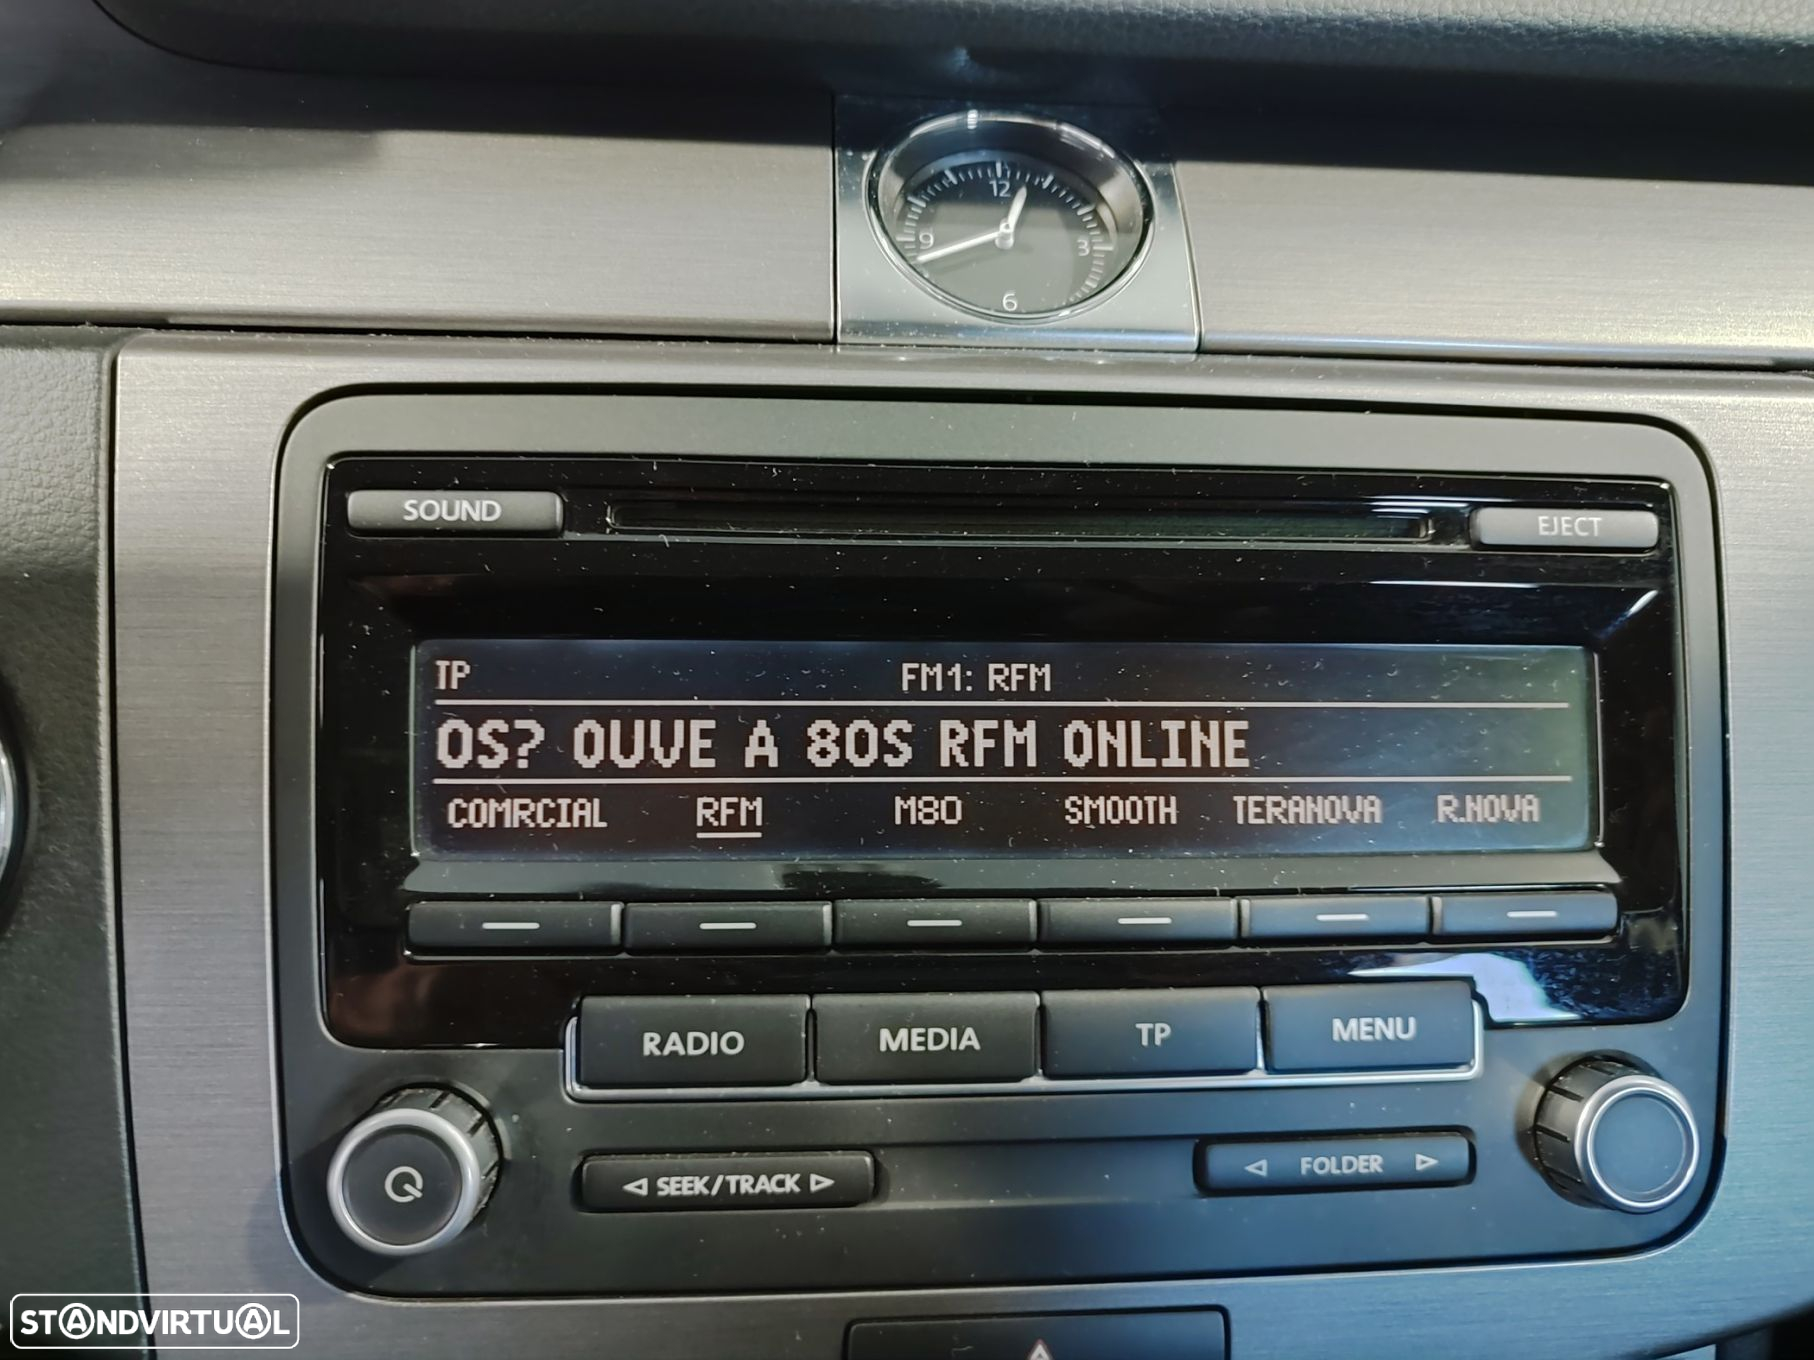 12
9
3
6
SOUND
EJECT
TP FM1: RFM
OS? OUVE A 80S RFM ONLINE
COMRCIAL RFM M80 SMOOTH TERANOVA R.NOVA
RADIO MEDIA TP MENU
SEEK/TRACK FOLDER
STANDVIRTUAL